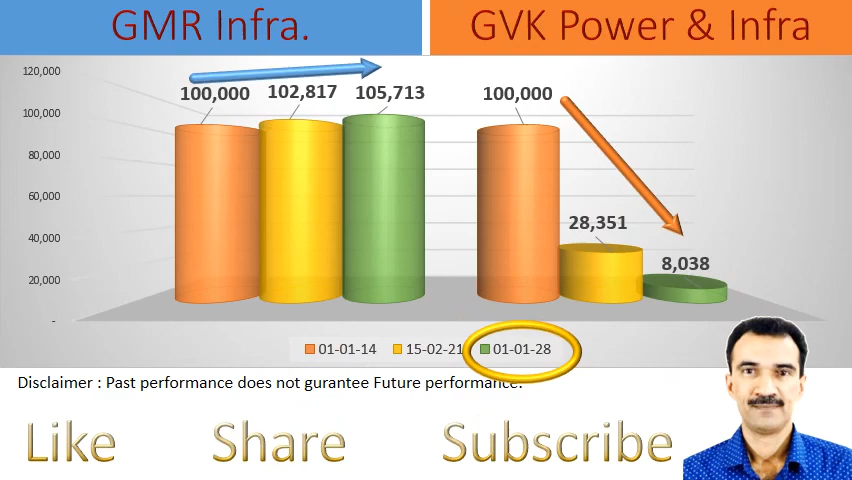 GMR Infra. GVK Power & Infra
120,000
100,000 102,817 105,713 100,000
100,000
80,000
60,000
40,000
28,351
20,000
8,038
-
01-01-14 15-02-21 01-01-28
Disclaimer : Past performance does not gurantee Future performance.
Like Share Subscribe